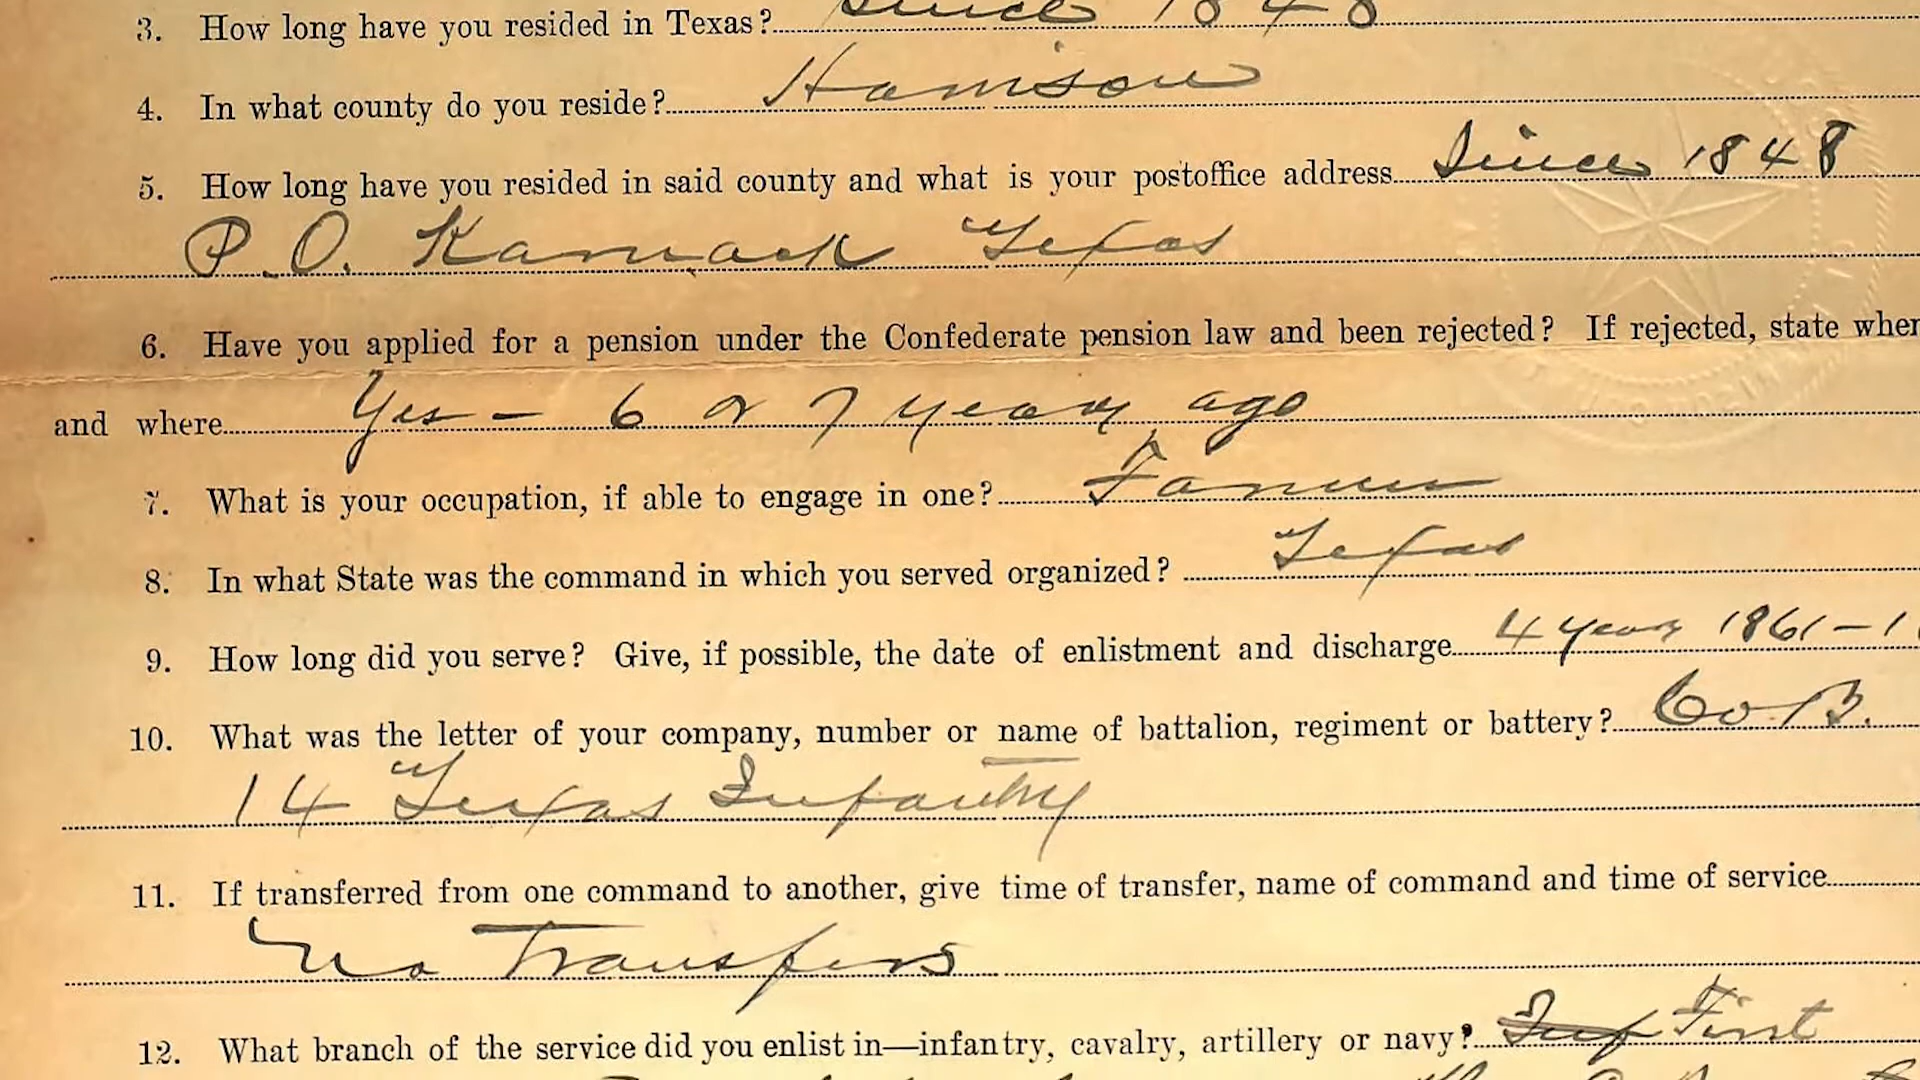 3. How long have you resided in Texas? Since 1848
4. In what county do you reside? Harrison
5. How long have you resided in said county and what is your postoffice address Since 1848
P.O. Karnack Texas
6. Have you applied for a pension under the Confederate pension law and been rejected? If rejected, state when
and where Yes - 6 or 7 years ago
7. What is your occupation, if able to engage in one? Farmer
8. In what State was the command in which you served organized? Texas
9. How long did you serve? Give, if possible, the date of enlistment and discharge 4 years 1861-1
10. What was the letter of your company, number or name of battalion, regiment or battery? Co B.
14 Texas Infantry
11. If transferred from one command to another, give time of transfer, name of command and time of service
No Transfers
12. What branch of the service did you enlist in—infantry, cavalry, artillery or navy? Inf First